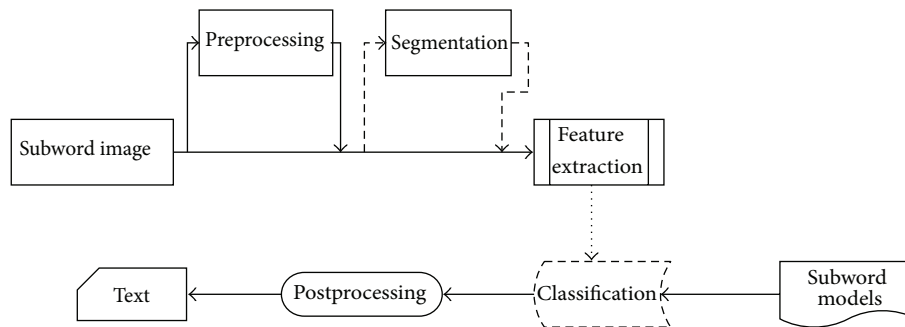 Preprocessing
Segmentation
Subword image
Feature
extraction
Text
Postprocessing
Classification
Subword
models